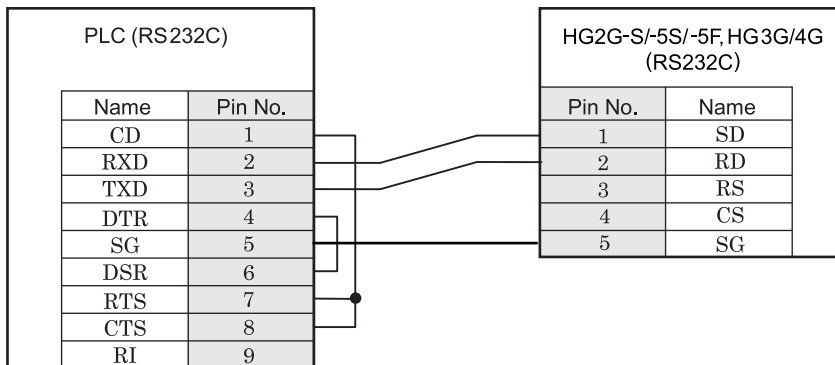 PLC (RS232C)
Name Pin No.
CD 1
RXD 2
TXD 3
DTR 4
SG 5
DSR 6
RTS 7
CTS 8
RI 9
HG2G-S/-5S/-5F, HG3G/4G
(RS232C)
Pin No. Name
1 SD
2 RD
3 RS
4 CS
5 SG